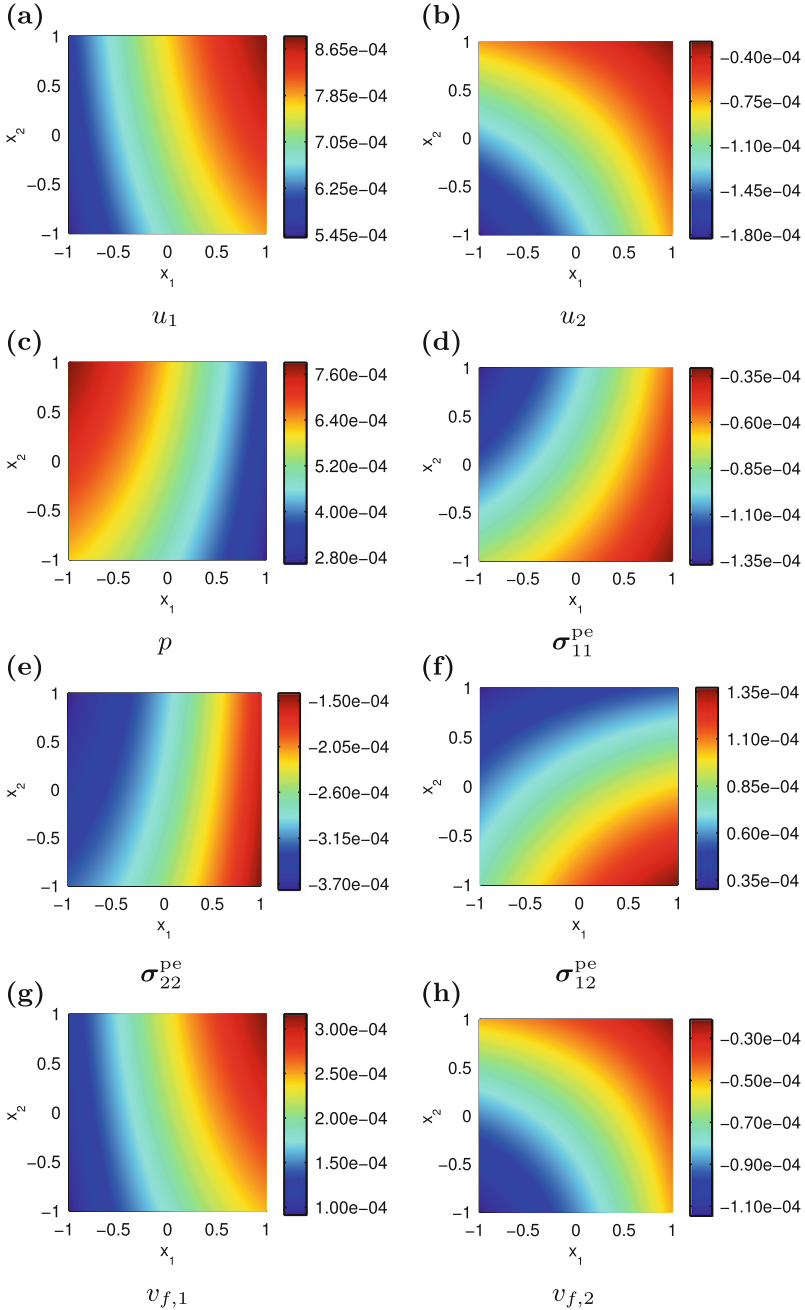 (a)
1
0.5
0
−0.5
−1
x2
−1 −0.5 0 0.5 1
x1
8.65e−04
7.85e−04
7.05e−04
6.25e−04
5.45e−04
u1
(b)
1
0.5
0
−0.5
−1
x2
−1 −0.5 0 0.5 1
x1
−0.40e−04
−0.75e−04
−1.10e−04
−1.45e−04
−1.80e−04
u2
(c)
1
0.5
0
−0.5
−1
x2
−1 −0.5 0 0.5 1
x1
7.60e−04
6.40e−04
5.20e−04
4.00e−04
2.80e−04
p
(d)
1
0.5
0
−0.5
−1
x2
−1 −0.5 0 0.5 1
x1
−0.35e−04
−0.60e−04
−0.85e−04
−1.10e−04
−1.35e−04
σ11pe
(e)
1
0.5
0
−0.5
−1
x2
−1 −0.5 0 0.5 1
x1
−1.50e−04
−2.05e−04
−2.60e−04
−3.15e−04
−3.70e−04
σ22pe
(f)
1
0.5
0
−0.5
−1
x2
−1 −0.5 0 0.5 1
x1
1.35e−04
1.10e−04
0.85e−04
0.60e−04
0.35e−04
σ12pe
(g)
1
0.5
0
−0.5
−1
x2
−1 −0.5 0 0.5 1
x1
3.00e−04
2.50e−04
2.00e−04
1.50e−04
1.00e−04
vf,1
(h)
1
0.5
0
−0.5
−1
x2
−1 −0.5 0 0.5 1
x1
−0.30e−04
−0.50e−04
−0.70e−04
−0.90e−04
−1.10e−04
vf,2